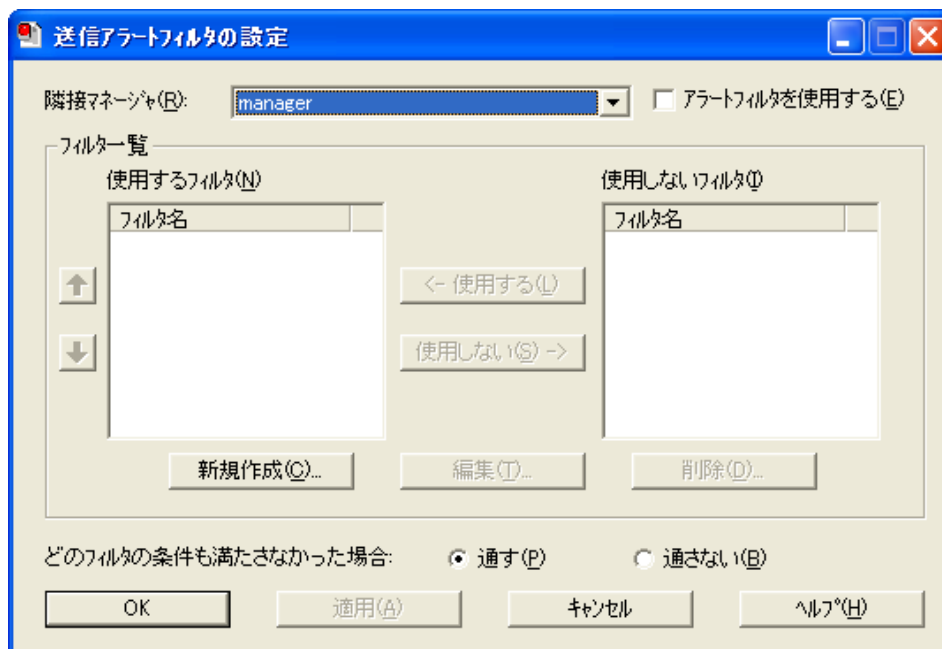 送信アラートフィルタの設定
隣接マネージャ(R): manager アラートフィルタを使用する(E)
フィルター覧
使用するフィルタ(N) 使用しないフィルタ(I)
フィルタ名 フィルタ名
<- 使用する(L)
使用しない(S) ->
新規作成(C)... 編集(T)... 削除(D)...
どのフィルタの条件も満たさなかった場合: 通す(P) 通さない(B)
OK 適用(A) キャンセル ヘルプ(H)